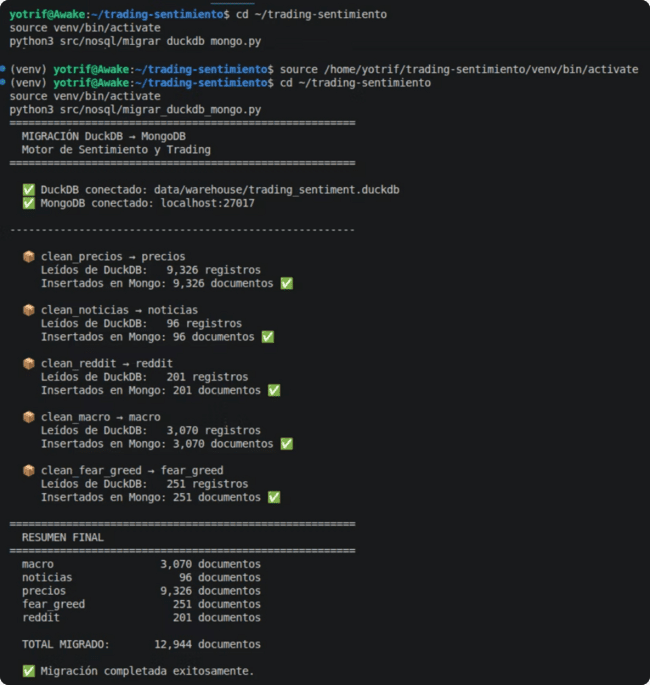 yotrif@Awake:~/trading-sentimiento$ cd ~/trading-sentimiento
source venv/bin/activate
python3 src/nosql/migrar_duckdb_mongo.py
(venv) yotrif@Awake:~/trading-sentimiento$ source /home/yotrif/trading-sentimiento/venv/bin/activate
(venv) yotrif@Awake:~/trading-sentimiento$ cd ~/trading-sentimiento
source venv/bin/activate
python3 src/nosql/migrar_duckdb_mongo.py
=======================================================
MIGRACIÓN DuckDB → MongoDB
Motor de Sentimiento y Trading
=======================================================
✅ DuckDB conectado: data/warehouse/trading_sentiment.duckdb
✅ MongoDB conectado: localhost:27017
-------------------------------------------------------
📦 clean_precios → precios
Leídos de DuckDB: 9,326 registros
Insertados en Mongo: 9,326 documentos ✅
📦 clean_noticias → noticias
Leídos de DuckDB: 96 registros
Insertados en Mongo: 96 documentos ✅
📦 clean_reddit → reddit
Leídos de DuckDB: 201 registros
Insertados en Mongo: 201 documentos ✅
📦 clean_macro → macro
Leídos de DuckDB: 3,070 registros
Insertados en Mongo: 3,070 documentos ✅
📦 clean_fear_greed → fear_greed
Leídos de DuckDB: 251 registros
Insertados en Mongo: 251 documentos ✅
=======================================================
RESUMEN FINAL
=======================================================
macro 3,070 documentos
noticias 96 documentos
precios 9,326 documentos
fear_greed 251 documentos
reddit 201 documentos
TOTAL MIGRADO: 12,944 documentos
✅ Migración completada exitosamente.